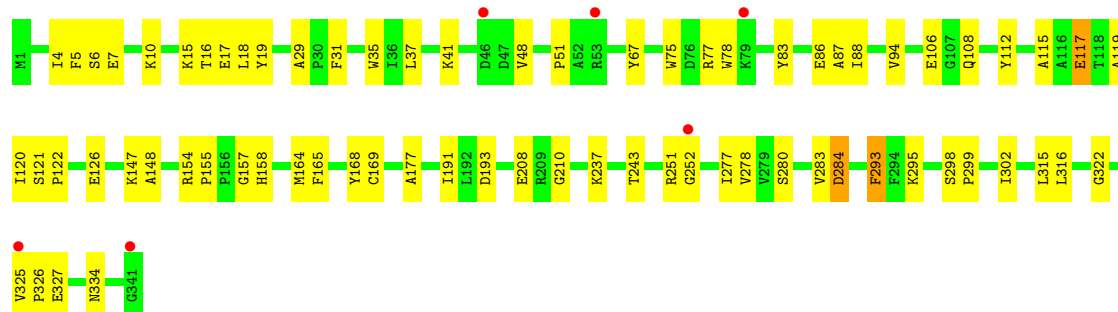 M1 I4 F5 S6 E7 K10 K15 T16 E17 L18 Y19 A29 P30 F31 W35 I36 L37 K41 D46 D47 V48 P51 A52 R53 Y67 W75 D76 R77 W78 K79 Y83 E86 A87 I88 V94 E106 G107 Q108 Y112 A115 A116 E117 T118 A119
I120 S121 P122 E126 K147 A148 R154 P155 P156 G157 H158 M164 F165 Y168 C169 A177 I191 L192 D193 E208 R209 G210 K237 T243 R251 G252 I277 V278 V279 S280 V283 D284 F293 F294 K295 S298 P299 I302 L315 L316 G322
V325 P326 E327 N334 G341